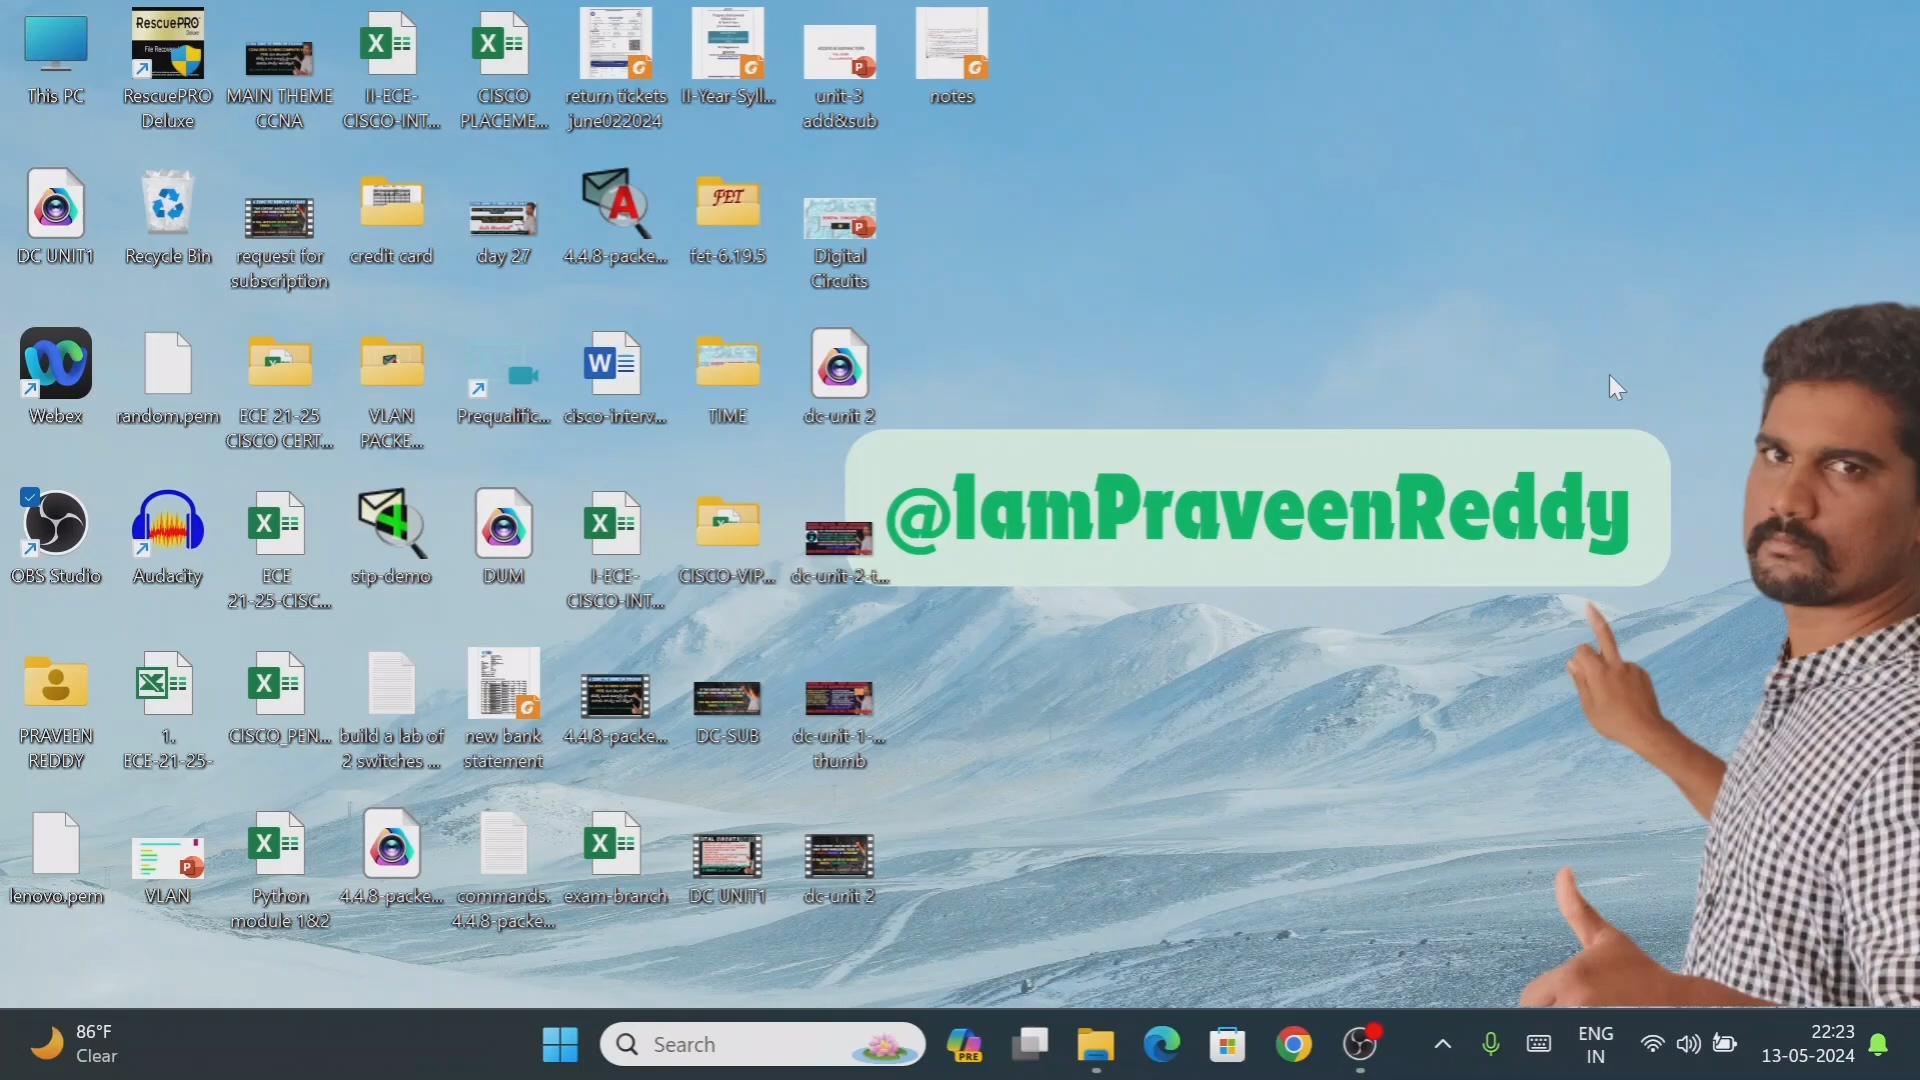 This PC
RescuePRO
Deluxe
MAIN THEME
CCNA
II-ECE-
CISCO-INT...
CISCO
PLACEME...
return tickets
june022024
II-Year-Syll...
unit-3
add&sub
notes
DC UNIT1
Recycle Bin
request for
subscription
credit card
day 27
4.4.8-packe...
FET
fet-6.19.5
Digital
Circuits
Webex
random.pem
ECE 21-25
CISCO CERT...
VLAN
PACKE...
Prequalific...
cisco-interv...
TIME
dc-unit 2
@IamPraveenReddy
OBS Studio
Audacity
ECE
21-25-CISC...
stp-demo
DUM
I-ECE-
CISCO-INT...
CISCO-VIP...
dc-unit-2-t...
PRAVEEN
REDDY
1.
ECE-21-25-
CISCO_PEN...
build a lab of
2 switches ...
new bank
statement
4.4.8-packe...
DC-SUB
dc-unit-1-...
thumb
lenovo.pem
VLAN
Python
module 1&2
4.4.8-packe...
commands.
4.4.8-packe...
exam-branch
DC UNIT1
dc-unit 2
86°F
Clear
Search
PRE
ENG
IN
22:23
13-05-2024